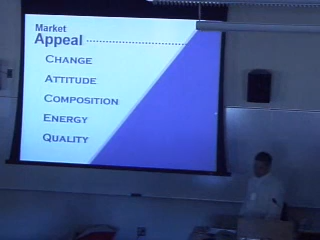 Market
Appeal
CHANGE
ATTITUDE
COMPOSITION
ENERGY
QUALITY